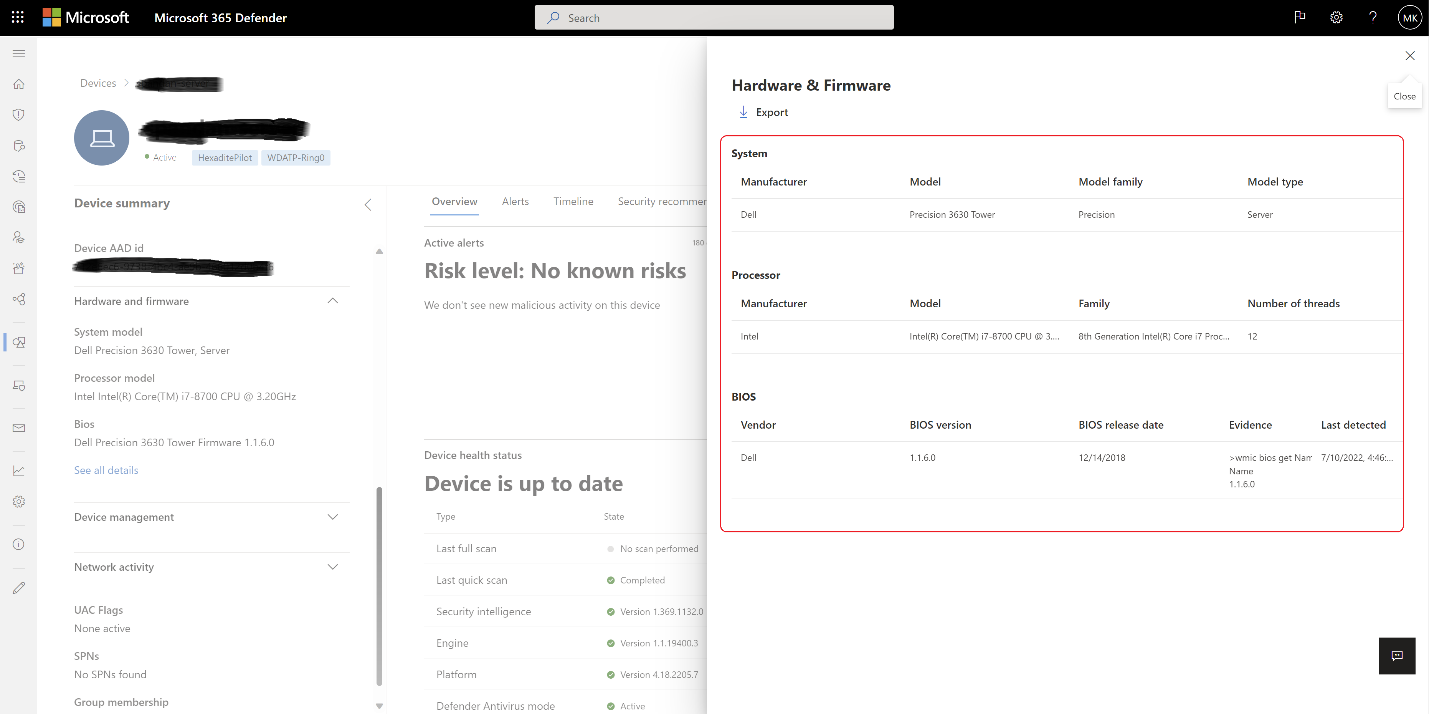 Microsoft
Microsoft 365 Defender
Search
?
MK
Devices
Active
HexaditePilot
WDATP-Ring0
Device summary
Device AAD id
Hardware and firmware
System model
Dell Precision 3630 Tower, Server
Processor model
Intel Intel(R) Core(TM) i7-8700 CPU @ 3.20GHz
Bios
Dell Precision 3630 Tower Firmware 1.1.6.0
See all details
Device management
Network activity
UAC Flags
None active
SPNs
No SPNs found
Group membership
Overview Alerts Timeline Security recommen
Active alerts 180
Risk level: No known risks
We don't see new malicious activity on this device
Device health status
Device is up to date
Type State
Last full scan No scan performed
Last quick scan Completed
Security intelligence Version 1.369.1132.0
Engine Version 1.1.19400.3
Platform Version 4.18.2205.7
Defender Antivirus mode Active
Close
Hardware & Firmware
Export
System
Manufacturer Model Model family Model type
Dell Precision 3630 Tower Precision Server
Processor
Manufacturer Model Family Number of threads
Intel Intel(R) Core(TM) i7-8700 CPU @ 3.... 8th Generation Intel(R) Core i7 Proc... 12
BIOS
Vendor BIOS version BIOS release date Evidence Last detected
Dell 1.1.6.0 12/14/2018 >wmic bios get Nam 7/10/2022, 4:46:...
Name
1.1.6.0